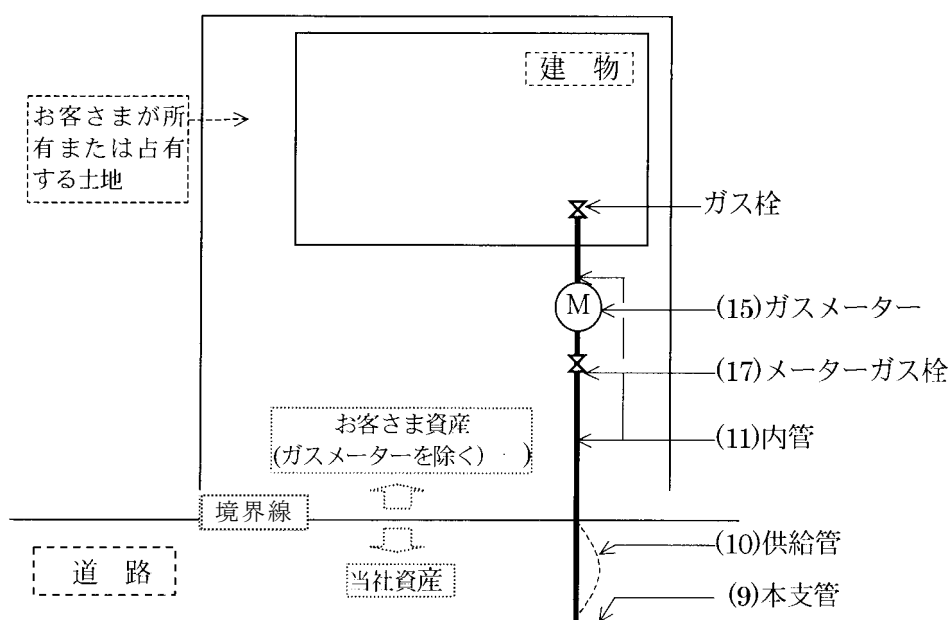 建 物
お客さまが所
有または占有
する土地
ガス栓
M
(15)ガスメーター
(17)メーターガス栓
(11)内管
お客さま資産
(ガスメーターを除く) )
境界線
(10)供給管
道 路
当社資産
(9)本支管